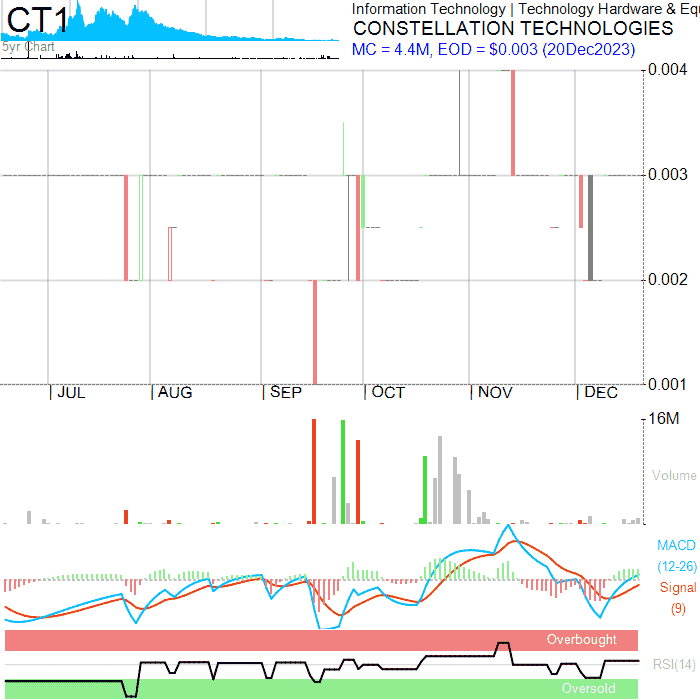 CT1
5yr Chart
Information Technology | Technology Hardware & Equ
CONSTELLATION TECHNOLOGIES
MC = 4.4M, EOD = $0.003 (20Dec2023)
0.004
0.003
0.002
0.001
JUL
AUG
SEP
OCT
NOV
DEC
16M
Volume
MACD
(12-26)
Signal
(9)
Overbought
RSI(14)
Oversold